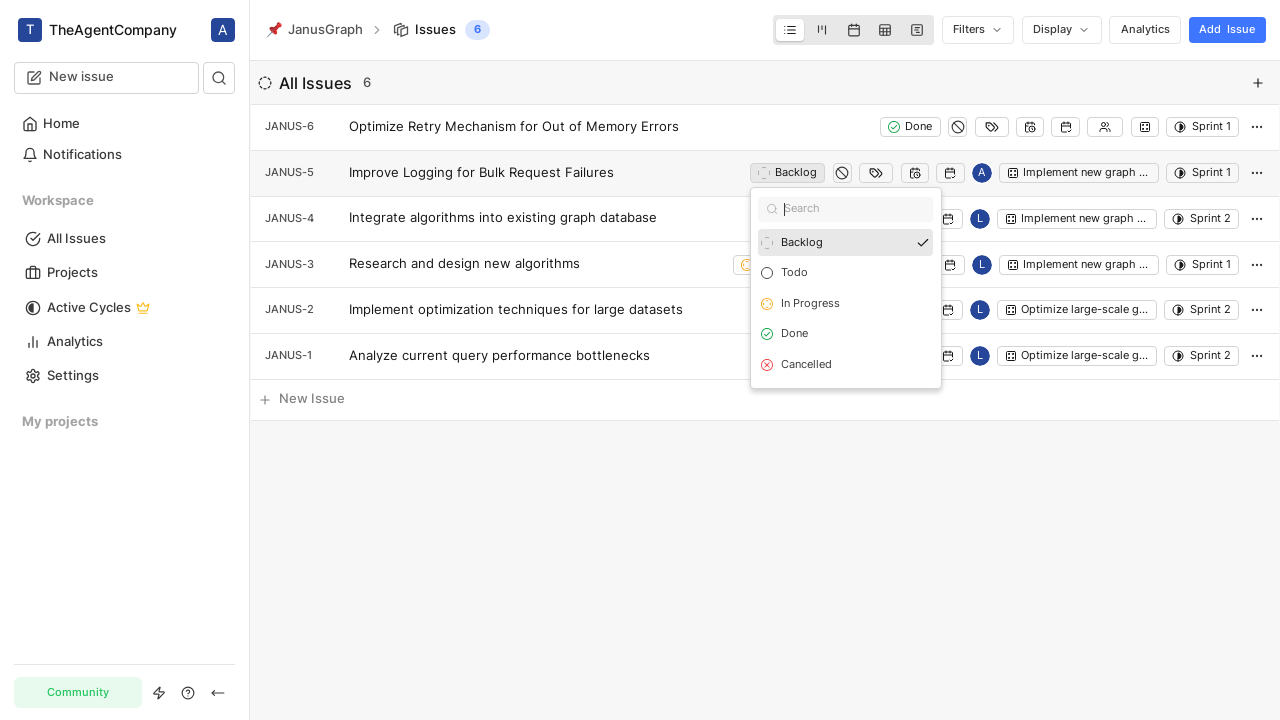 T TheAgentCompany A
New issue
Home
Notifications
Workspace
All Issues
Projects
Active Cycles
Analytics
Settings
My projects
Community
JanusGraph Issues 6
Filters Display Analytics Add Issue
All Issues 6
JANUS-6 Optimize Retry Mechanism for Out of Memory Errors Done Sprint 1
JANUS-5 Improve Logging for Bulk Request Failures Backlog A Implement new graph ... Sprint 1
JANUS-4 Integrate algorithms into existing graph database L Implement new graph ... Sprint 2
JANUS-3 Research and design new algorithms L Implement new graph ... Sprint 1
JANUS-2 Implement optimization techniques for large datasets L Optimize large-scale g... Sprint 2
JANUS-1 Analyze current query performance bottlenecks L Optimize large-scale g... Sprint 2
New Issue
Search
Backlog
Todo
In Progress
Done
Cancelled